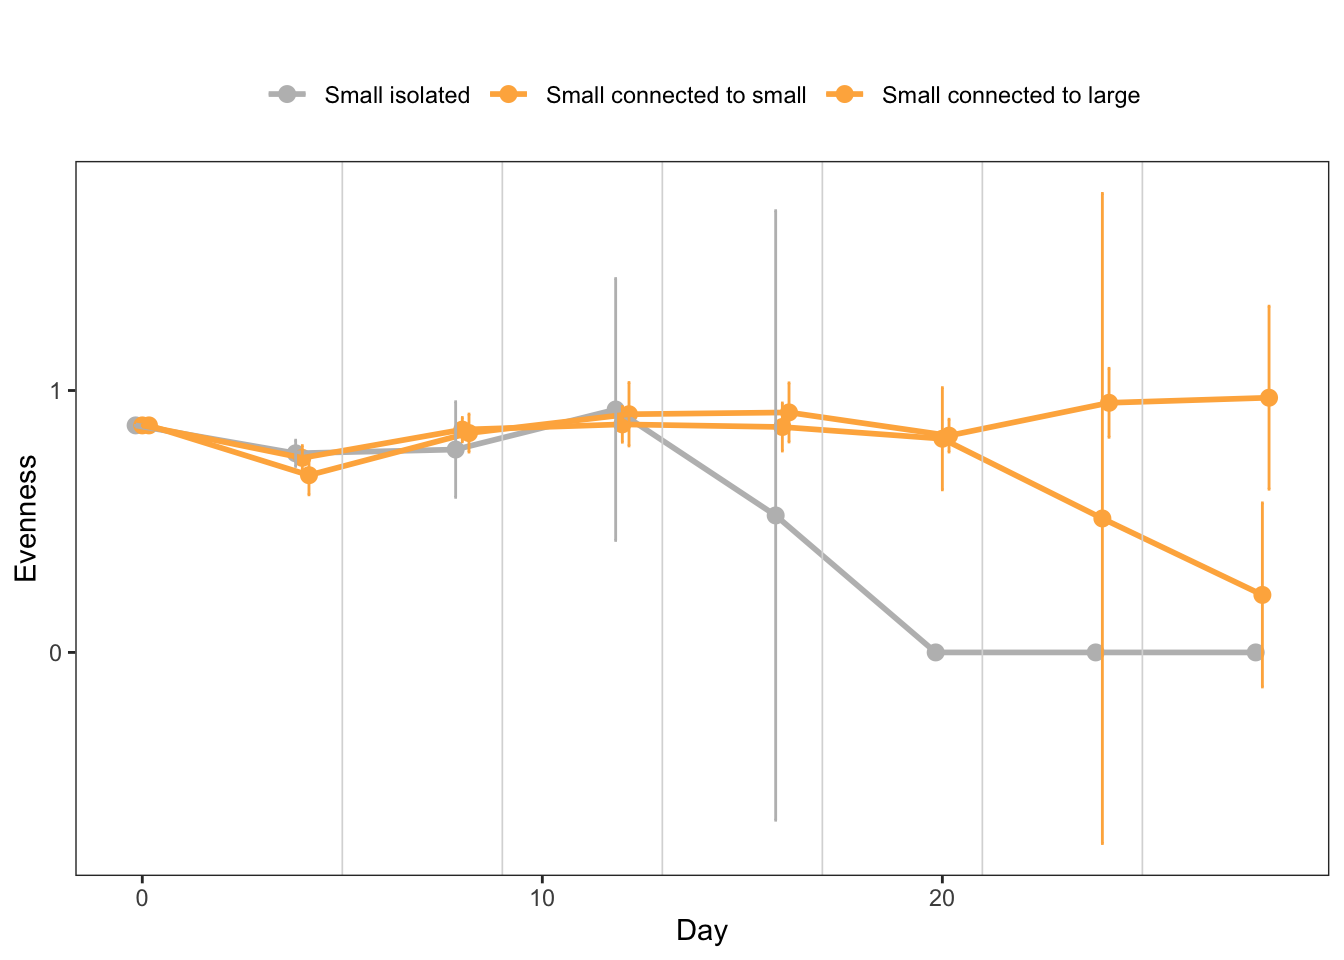 Small isolated Small connected to small Small connected to large
Evenness
1
0
0 10 20
Day